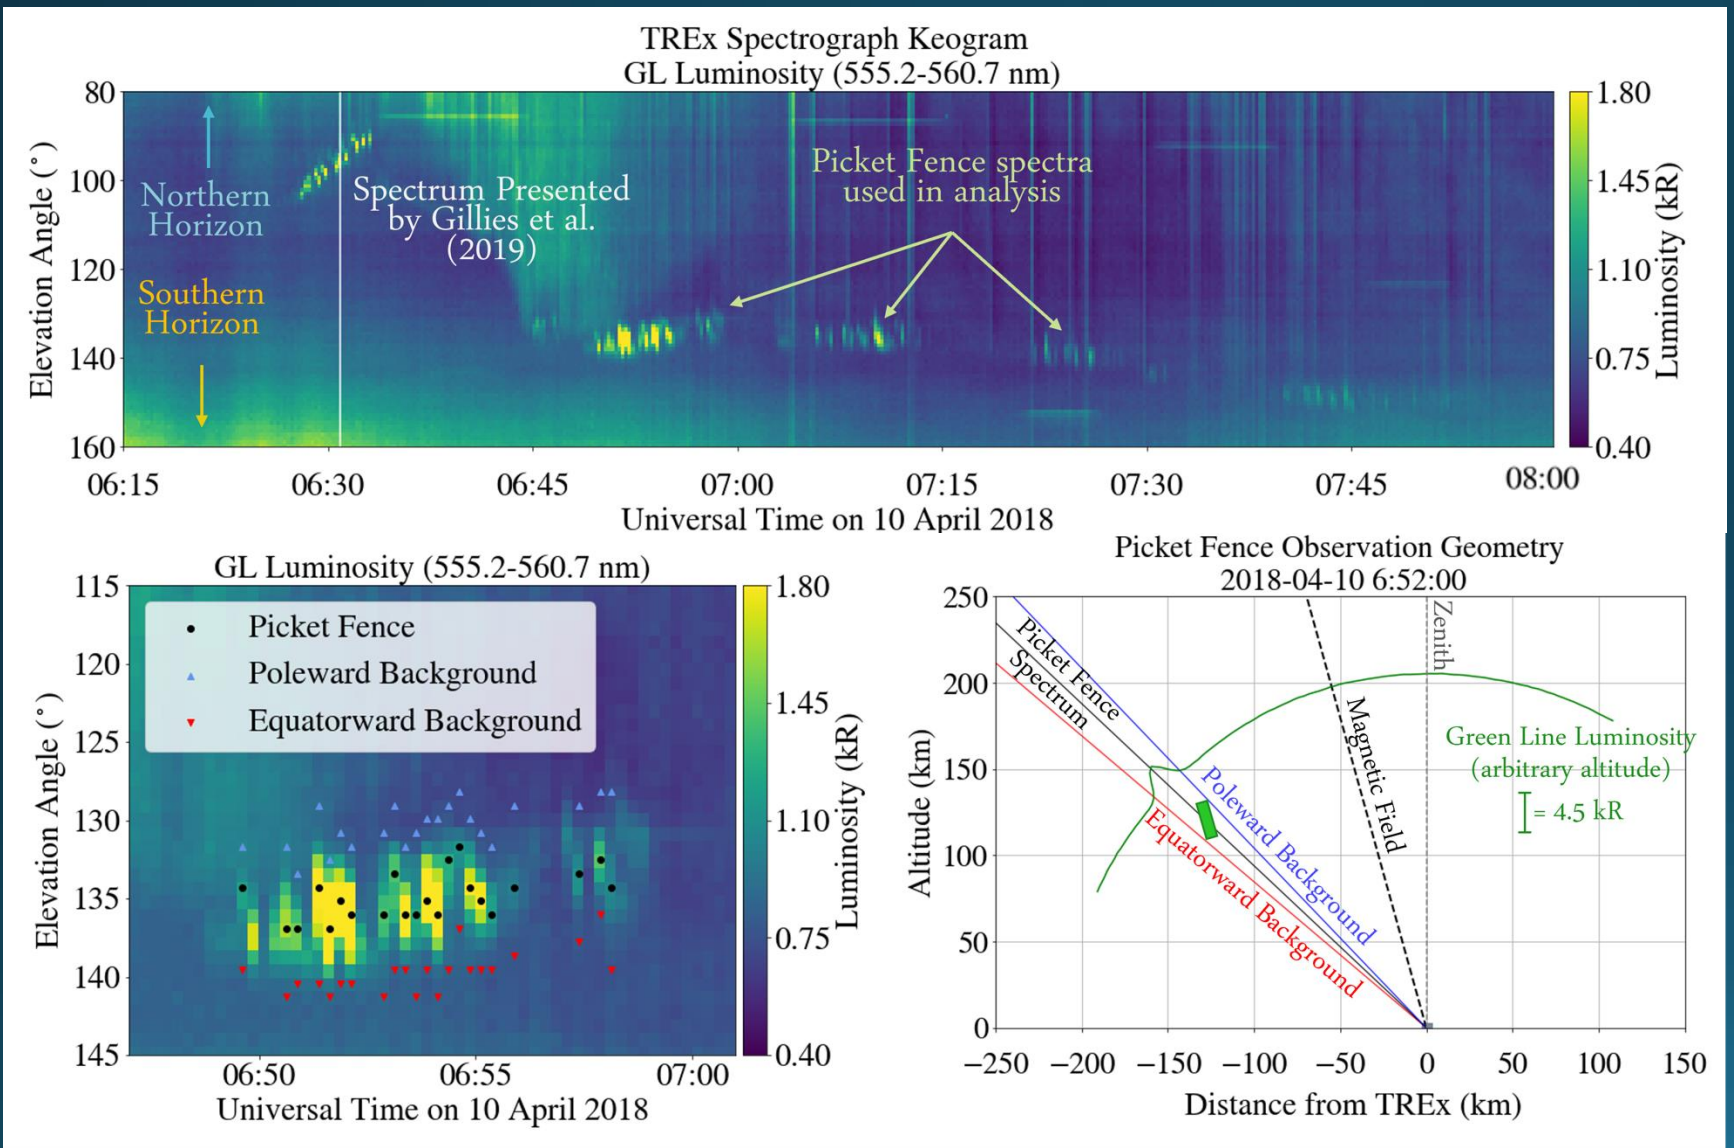 TREx Spectrograph Keogram
GL Luminosity (555.2-560.7 nm)
80
100
120
140
160
Elevation Angle (°)
Northern
Horizon
Southern
Horizon
Spectrum Presented
by Gillies et al.
(2019)
Picket Fence spectra
used in analysis
1.80
1.45
1.10
0.75
0.40
Luminosity (kR)
06:15
06:30
06:45
07:00
07:15
07:30
07:45
08:00
Universal Time on 10 April 2018
GL Luminosity (555.2-560.7 nm)
115
120
125
130
135
140
145
Elevation Angle (°)
Picket Fence
Poleward Background
Equatorward Background
1.80
1.45
1.10
0.75
0.40
Luminosity (kR)
06:50
06:55
07:00
Universal Time on 10 April 2018
Picket Fence Observation Geometry
2018-04-10 6:52:00
250
200
150
100
50
0
Altitude (km)
Picket Fence
Spectrum
Zenith
Magnetic Field
Poleward Background
Equatorward Background
Green Line Luminosity
(arbitrary altitude)
= 4.5 kR
−250
−200
−150
−100
−50
0
50
100
150
Distance from TREx (km)